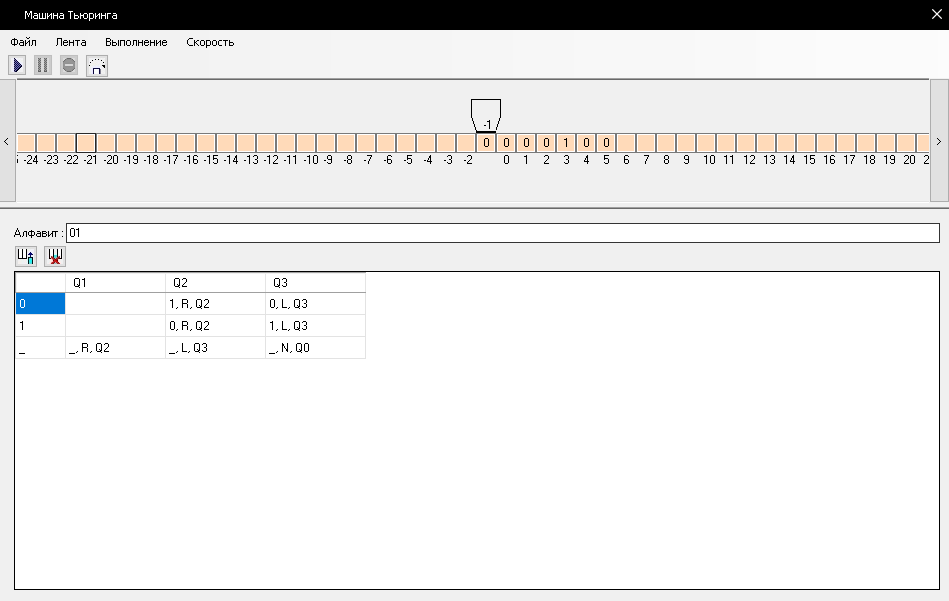 Машина Тьюринга
Файл Лента Выполнение Скорость
-1
0 0 0 0 1 0 0
-24 -23 -22 -21 -20 -19 -18 -17 -16 -15 -14 -13 -12 -11 -10 -9 -8 -7 -6 -5 -4 -3 -2 0 1 2 3 5 6 7 8 9 10 11 12 13 14 15 16 17 18 19 20 2
Алфавит : 01
Q1 Q2 Q3
0 1, R, Q2 0, L, Q3
1 0, R, Q2 1, L, Q3
_ _, R, Q2 _, L, Q3 _, N, Q0